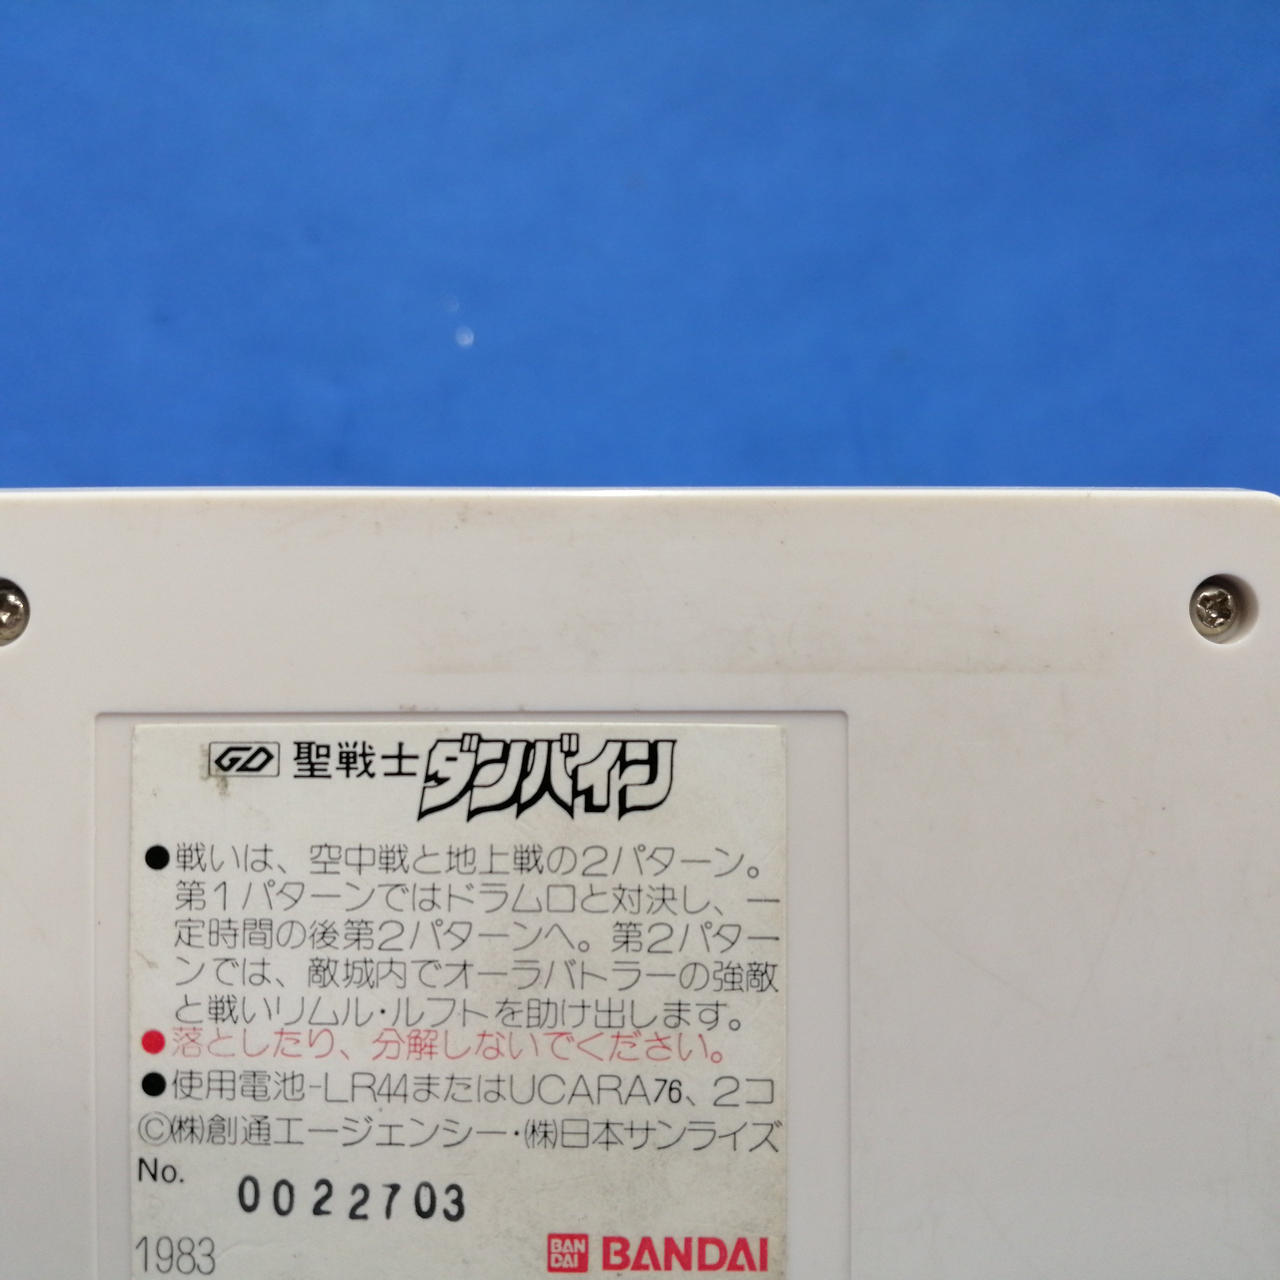 GD 聖戦士ダンバイン
●戦いは、空中戦と地上戦の2パターン。
第1パターンではドラムロと対決し、一
定時間の後第2パターンへ。第2パター
ンでは、敵城内でオーラバトラーの強敵
と戦いリムル・ルフトを助け出します。
●落としたり、分解しないでください。
●使用電池-LR44またはUCARA76、2コ
©㈱創通エージェンシー・㈱日本サンライズ
No.
0022703
1983 BANDAI BANDAI